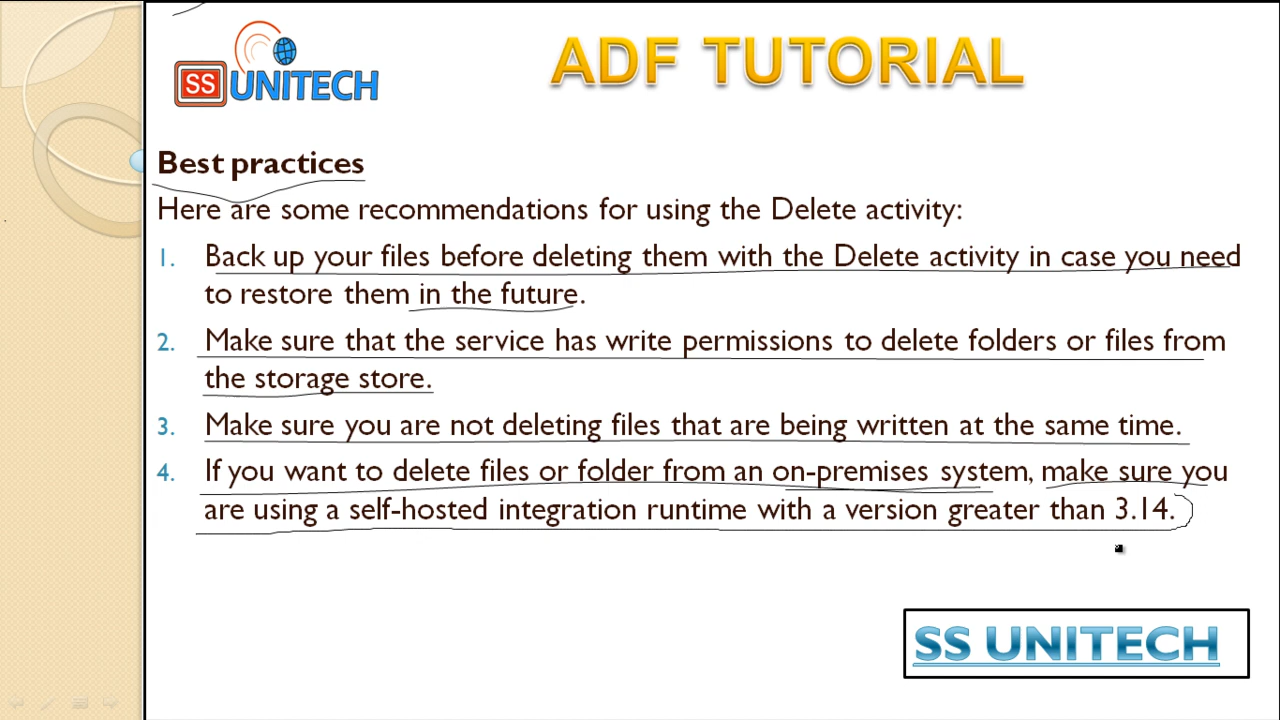 SS UNITECH
ADF TUTORIAL
Best practices
Here are some recommendations for using the Delete activity:
1. Back up your files before deleting them with the Delete activity in case you need
to restore them in the future.
2. Make sure that the service has write permissions to delete folders or files from
the storage store.
3. Make sure you are not deleting files that are being written at the same time.
4. If you want to delete files or folder from an on-premises system, make sure you
are using a self-hosted integration runtime with a version greater than 3.14.
SS UNITECH